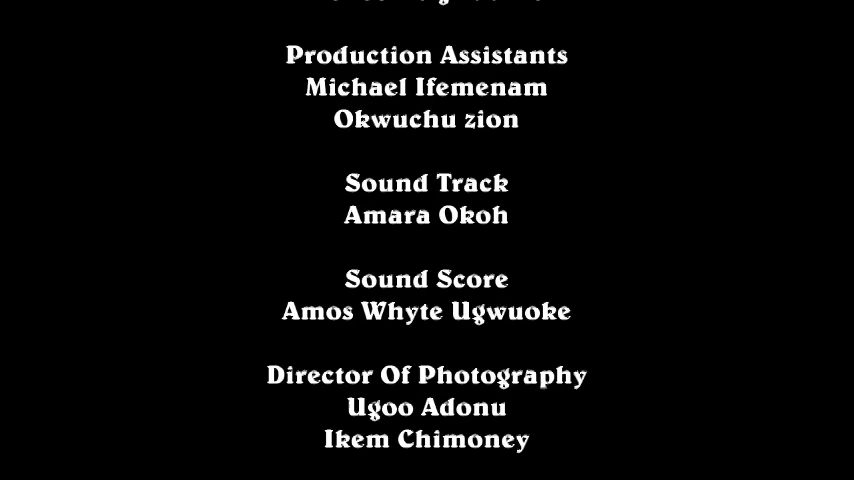 Production Assistants
Michael Ifemenam
Okwuchu zion
Sound Track
Amara Okoh
Sound Score
Amos Whyte Ugwuoke
Director Of Photography
Ugoo Adonu
Ikem Chimoney